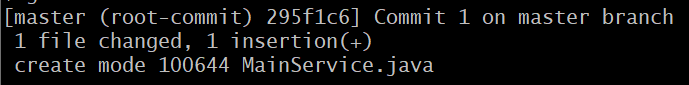 [master (root-commit) 295f1c6] Commit 1 on master branch
 1 file changed, 1 insertion(+)
 create mode 100644 MainService.java